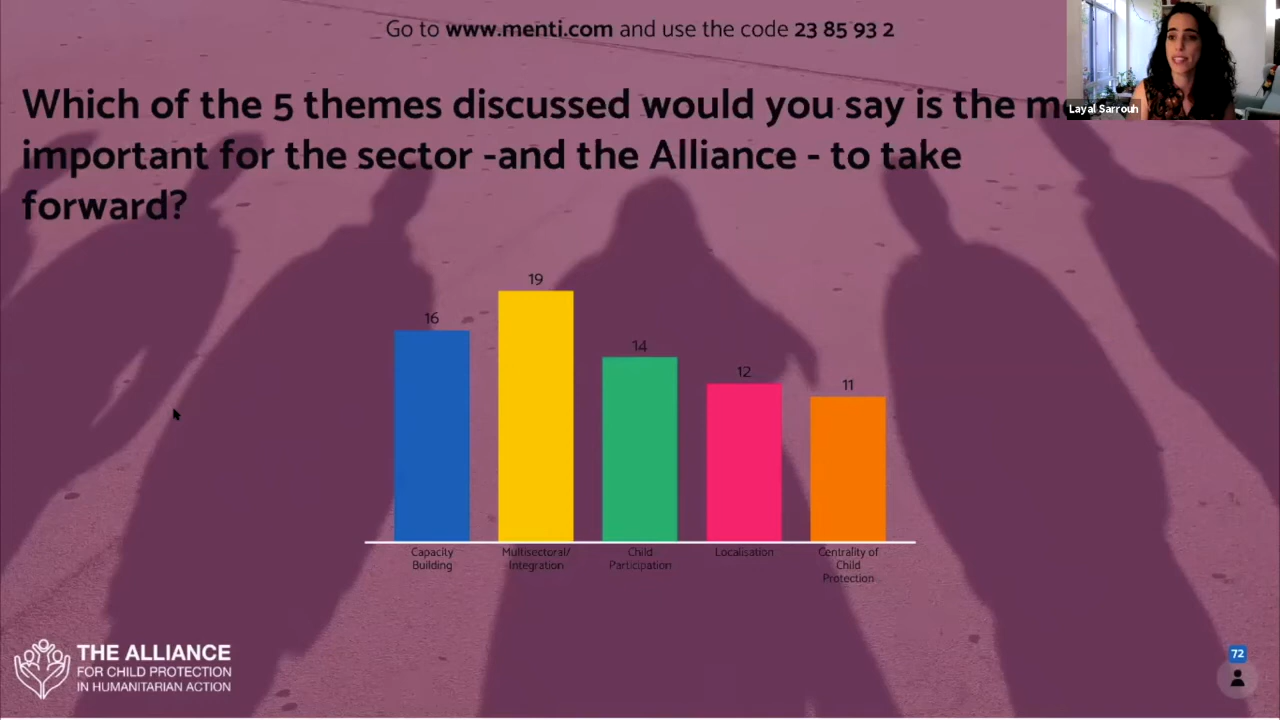 Go to www.menti.com and use the code 23 85 93 2
Layal Sarrouh
Which of the 5 themes discussed would you say is the
important for the sector -and the Alliance - to take
forward?
16
19
14
12
11
Capacity
Building
Multisectoral/
Integration
Child
Participation
Localisation
Centrality of
Child
Protection
THE ALLIANCE
FOR CHILD PROTECTION
IN HUMANITARIAN ACTION
72